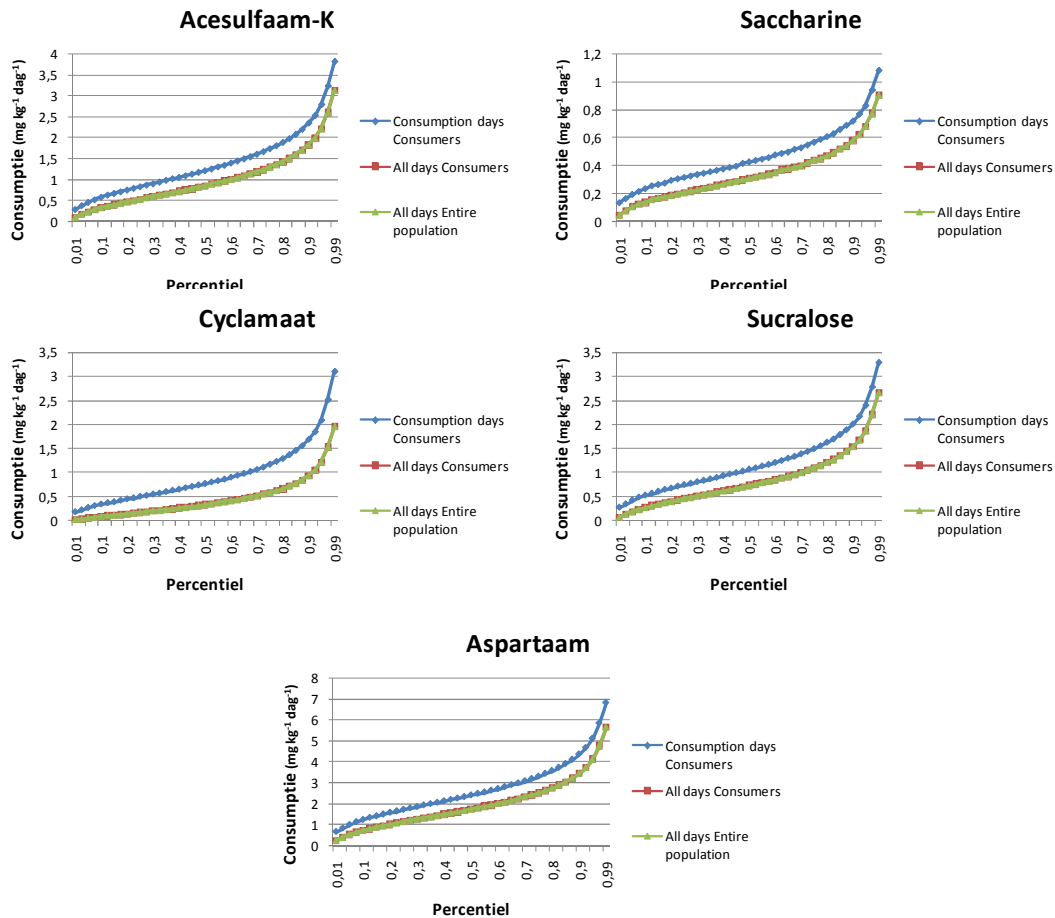 Acesulfaam-K
Consumptie (mg kg⁻¹ dag⁻¹)
4
3,5
3
2,5
2
1,5
1
0,5
0
0,01
0,1
0,2
0,3
0,4
0,5
0,6
0,7
0,8
0,9
0,99
Percentiel
Consumption days
Consumers
All days Consumers
All days Entire
population
Saccharine
Consumptie (mg kg⁻¹ dag⁻¹)
1,2
1
0,8
0,6
0,4
0,2
0
0,01
0,1
0,2
0,3
0,4
0,5
0,6
0,7
0,8
0,9
0,99
Percentiel
Consumption days
Consumers
All days Consumers
All days Entire
population
Cyclamaat
Consumptie (mg kg⁻¹ dag⁻¹)
3,5
3
2,5
2
1,5
1
0,5
0
0,01
0,1
0,2
0,3
0,4
0,5
0,6
0,7
0,8
0,9
0,99
Percentiel
Consumption days
Consumers
All days Consumers
All days Entire
population
Sucralose
Consumptie (mg kg⁻¹ dag⁻¹)
3,5
3
2,5
2
1,5
1
0,5
0
0,01
0,1
0,2
0,3
0,4
0,5
0,6
0,7
0,8
0,9
0,99
Percentiel
Consumption days
Consumers
All days Consumers
All days Entire
population
Aspartaam
Consumptie (mg kg⁻¹ dag⁻¹)
8
7
6
5
4
3
2
1
0
0,01
0,1
0,2
0,3
0,4
0,5
0,6
0,7
0,8
0,9
0,99
Percentiel
Consumption days
Consumers
All days Consumers
All days Entire
population